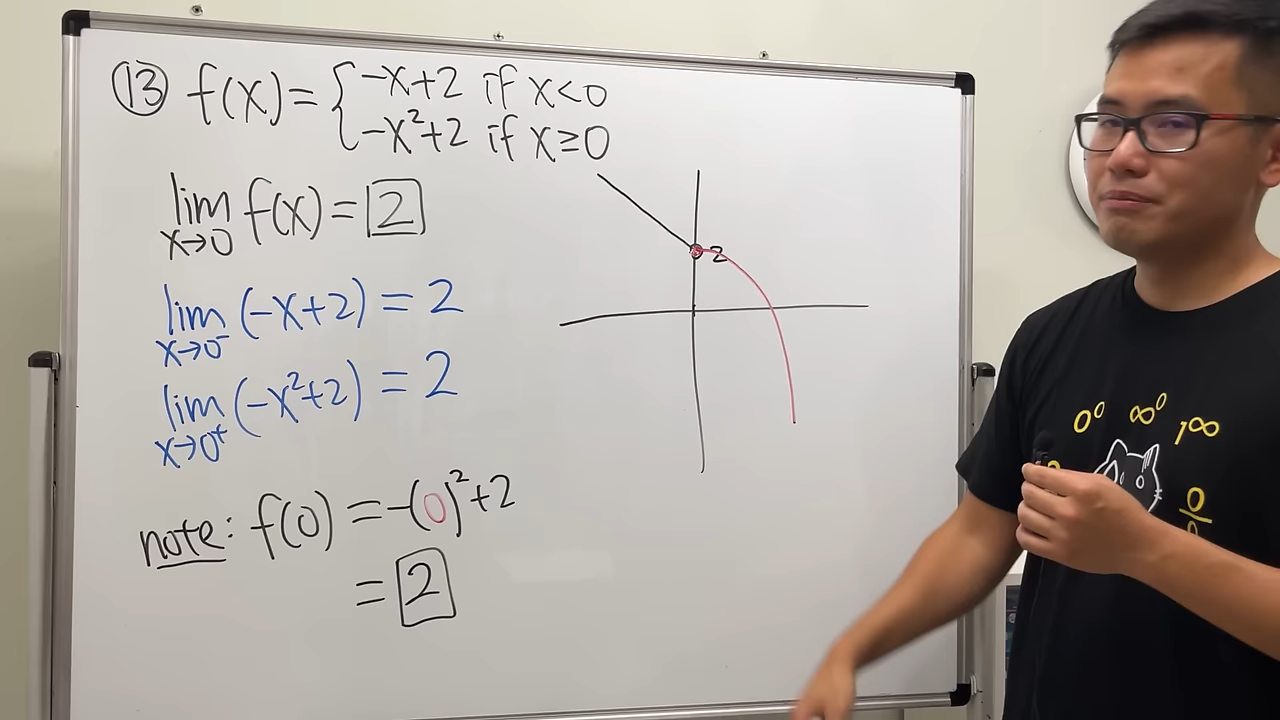 ⑬ f(x) = { -x+2 if x<0
-x²+2 if x≥0
lim x→0 f(x) = 2
lim x→0⁻ (-x+2) = 2
lim x→0⁺ (-x²+2) = 2
note: f(0) = -(0)²+2
= 2
2
0⁰ ∞⁰ 1^∞
0